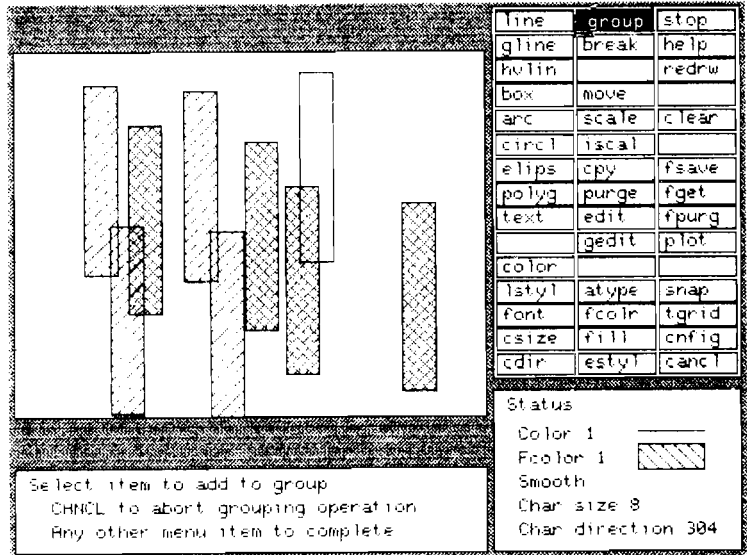 line group stop
gline break help
hvlin redrw
box move
arc scale clear
circl iscal
elips cpy fsave
polyg purge fget
text edit fpurg
gedit plot
color
lstyl atype snap
font fcolr tgrid
csize fill cnfig
cdir estyl cancl
Status
Color 1
Fcolor 1
Smooth
Char size 8
Char direction 304
Select item to add to group
CANCL to abort grouping operation
Any other menu item to complete